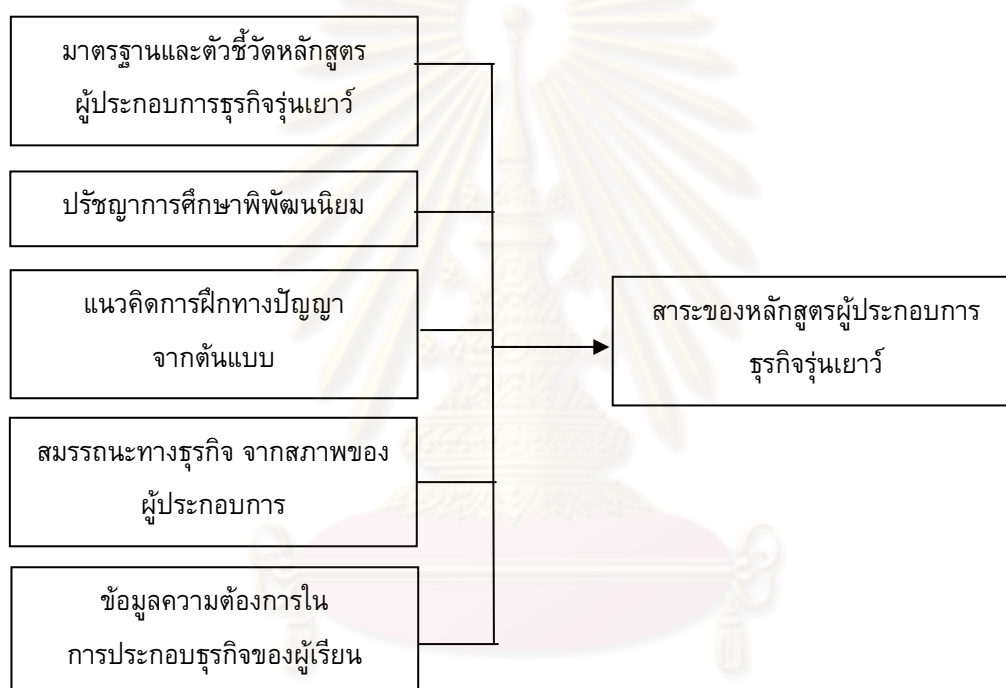 มาตรฐานและตัวชี้วัดหลักสูตร
ผู้ประกอบการธุรกิจรุ่นเยาว์
ปรัชญาการศึกษาพิพัฒนนิยม
แนวคิดการฝึกทางปัญญา
จากต้นแบบ
สมรรถนะทางธุรกิจ จากสภาพของ
ผู้ประกอบการ
ข้อมูลความต้องการใน
การประกอบธุรกิจของผู้เรียน
สาระของหลักสูตรผู้ประกอบการ
ธุรกิจรุ่นเยาว์